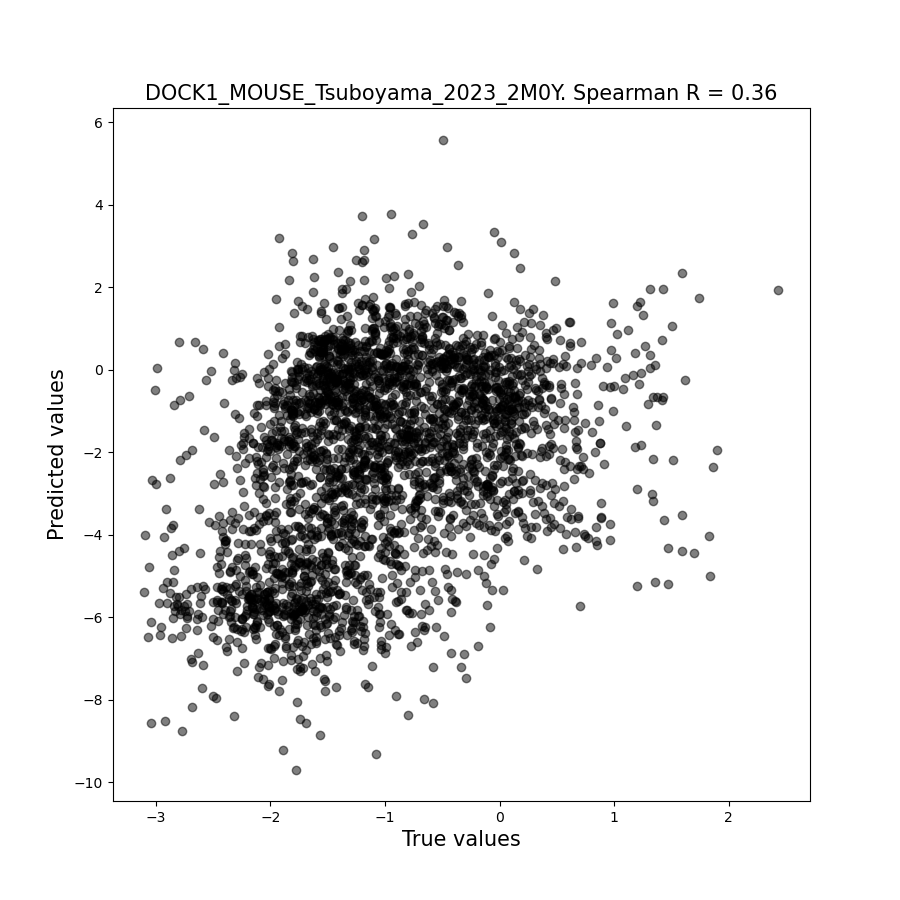 DOCK1_MOUSE_Tsuboyama_2023_2M0Y. Spearman R = 0.36
6
4
2
0
−2
−4
−6
−8
−10
Predicted values
−3 −2 −1 0 1 2
True values